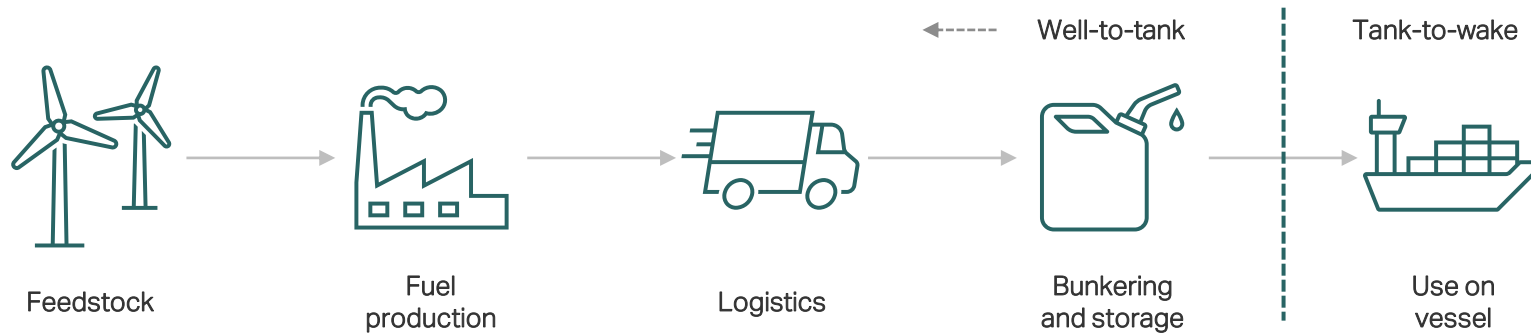 Well-to-tank
Tank-to-wake
Feedstock
Fuel
production
Logistics
Bunkering
and storage
Use on
vessel